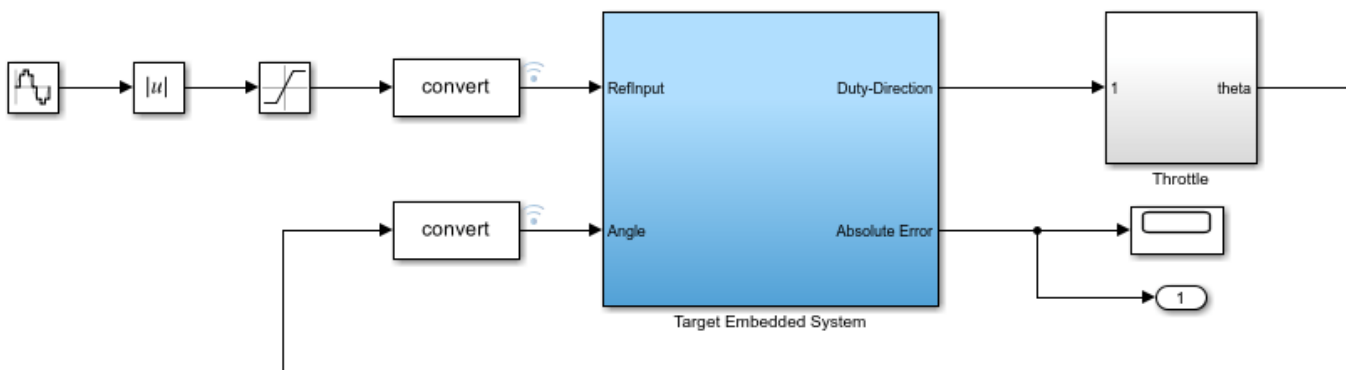 |u|
convert
RefInput
Duty-Direction
1
theta
Throttle
convert
Angle
Absolute Error
1
Target Embedded System